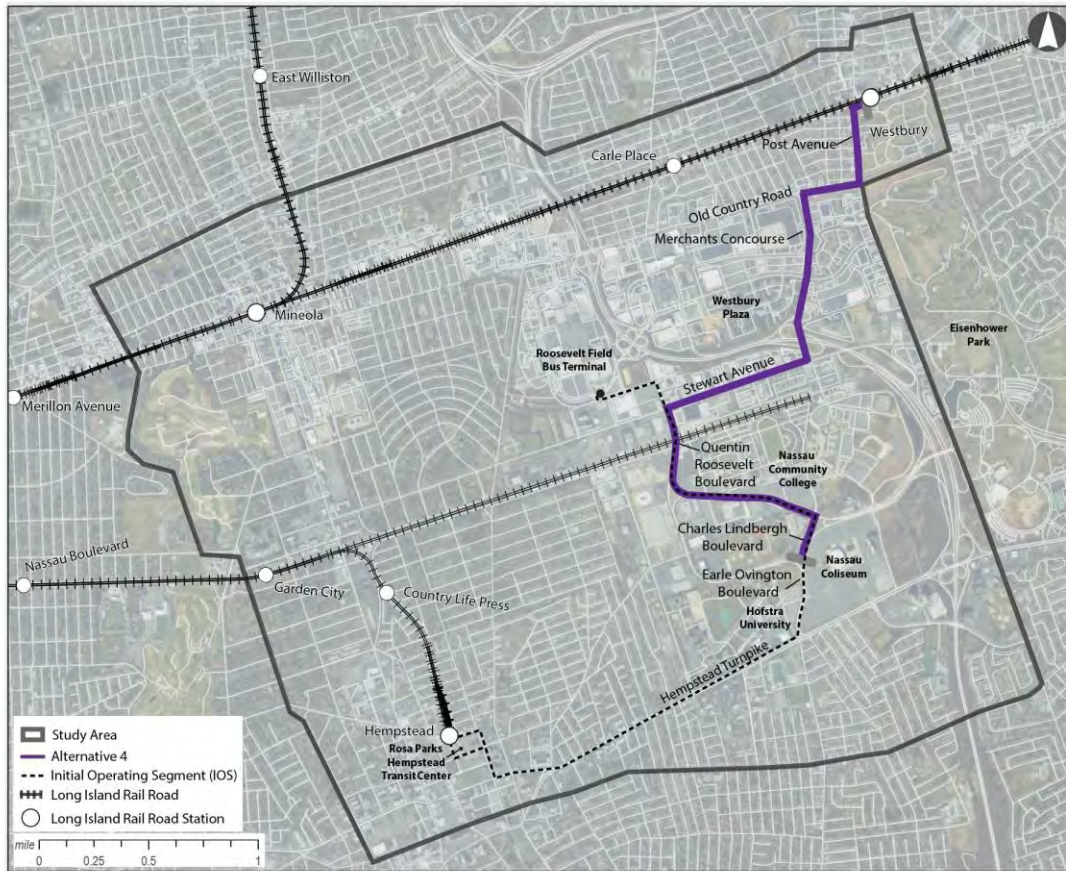 East Williston
Westbury
Post Avenue
Carle Place
Old Country Road
Merchants Concourse
Mineola
Westbury
Plaza
Eisenhower
Park
Roosevelt Field
Bus Terminal
Stewart Avenue
Merillon Avenue
Quentin
Roosevelt
Boulevard
Nassau
Community
College
Charles Lindbergh
Boulevard
Nassau
Coliseum
Nassau Boulevard
Garden City
Country Life Press
Earle Ovington
Boulevard
Hofstra
University
Hempstead Turnpike
Hempstead
Rosa Parks
Hempstead
Transit Center
Study Area
Alternative 4
Initial Operating Segment (IOS)
Long Island Rail Road
Long Island Rail Road Station
mile
0 0.25 0.5 1